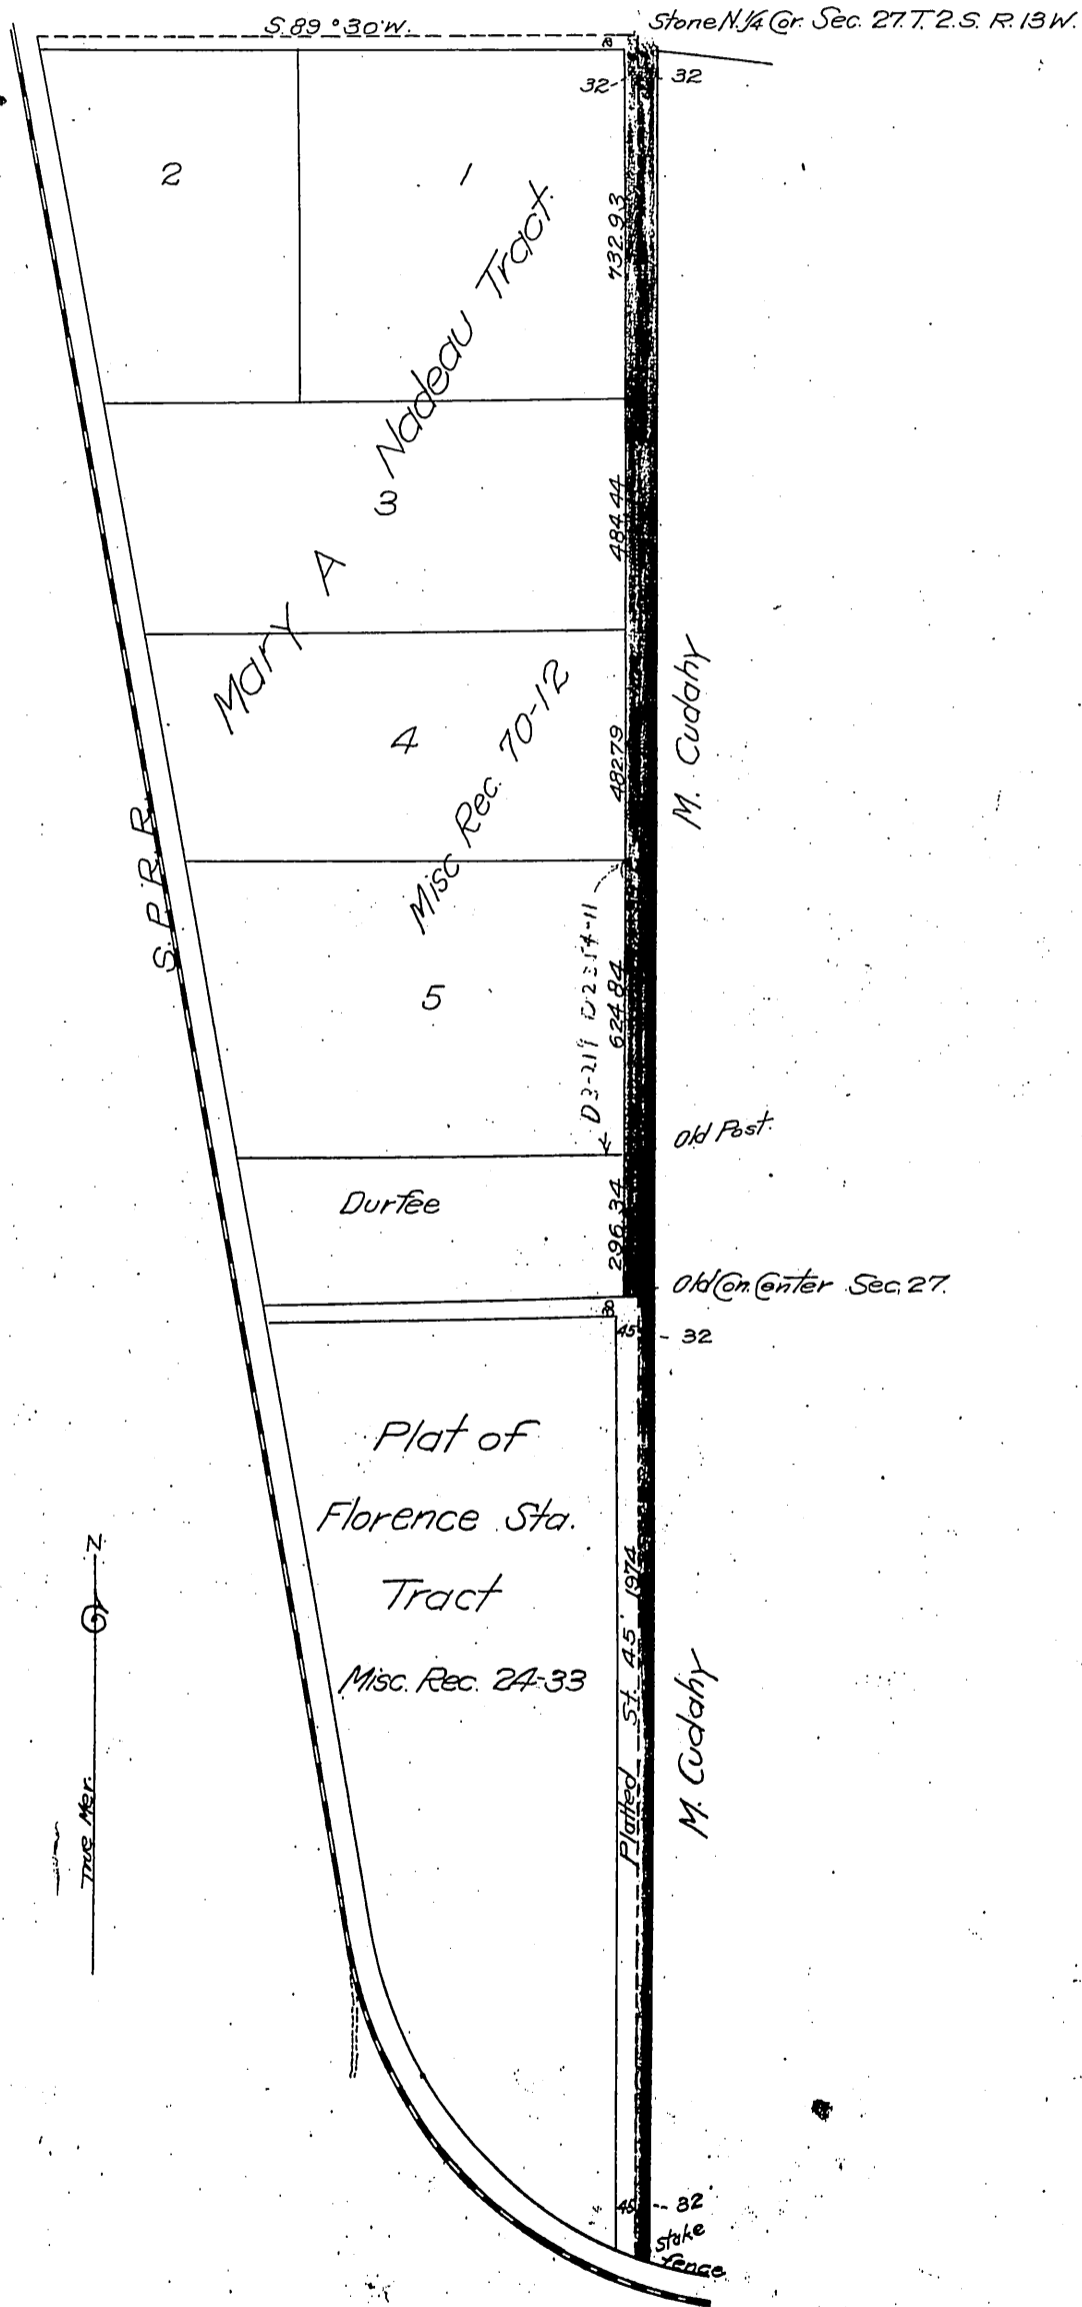 S. 89° 30' W.
Stone N. 1/4 Cor. Sec. 27. T. 2. S. R. 13 W.
32
32
2
1
732.93
Mary A Nadeau Tract.
3
484.44
4
Misc Rec. 70-12
482.79
M. Cudahy
S. P. R. R.
5
624.84
Old Post.
Durfee
296.34
Old Con. Center Sec. 27.
45
32
Plat of
Florence Sta.
Tract
Misc. Rec. 24-33
Platted St. 45' 1974
M. Cudahy
N
True Mer.
45
32
stake
fence